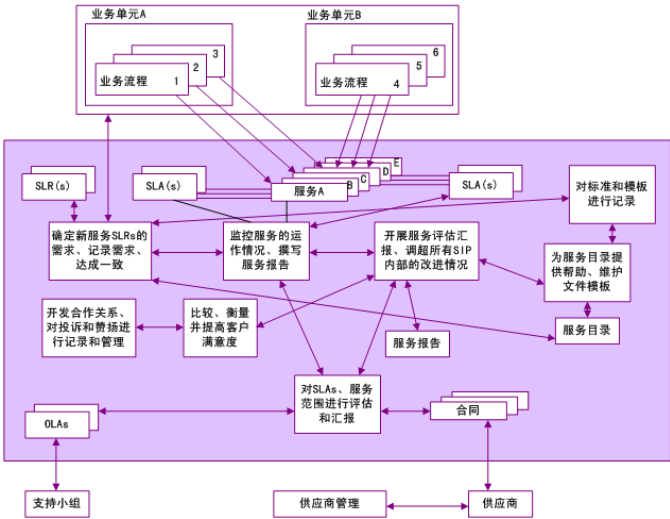 业务单元A
业务单元B
3
2
业务流程 1
6
5
业务流程 4
SLR(s)
SLA(s)
E
D
C
B
服务A
SLA(s)
对标准和模板
进行记录
确定新服务SLRs的
需求、记录需求、
达成一致
监控服务的运
作情况、撰写
服务报告
开展服务评估汇
报、调超所有SIP
内部的改进情况
为服务目录提
供帮助、维护
文件模板
开发合作关系、
对投诉和赞扬进
行记录和管理
比较、衡量
并提高客户
满意度
服务报告
服务目录
对SLAs、服务
范围进行评估
和汇报
OLAs
合同
支持小组
供应商管理
供应商